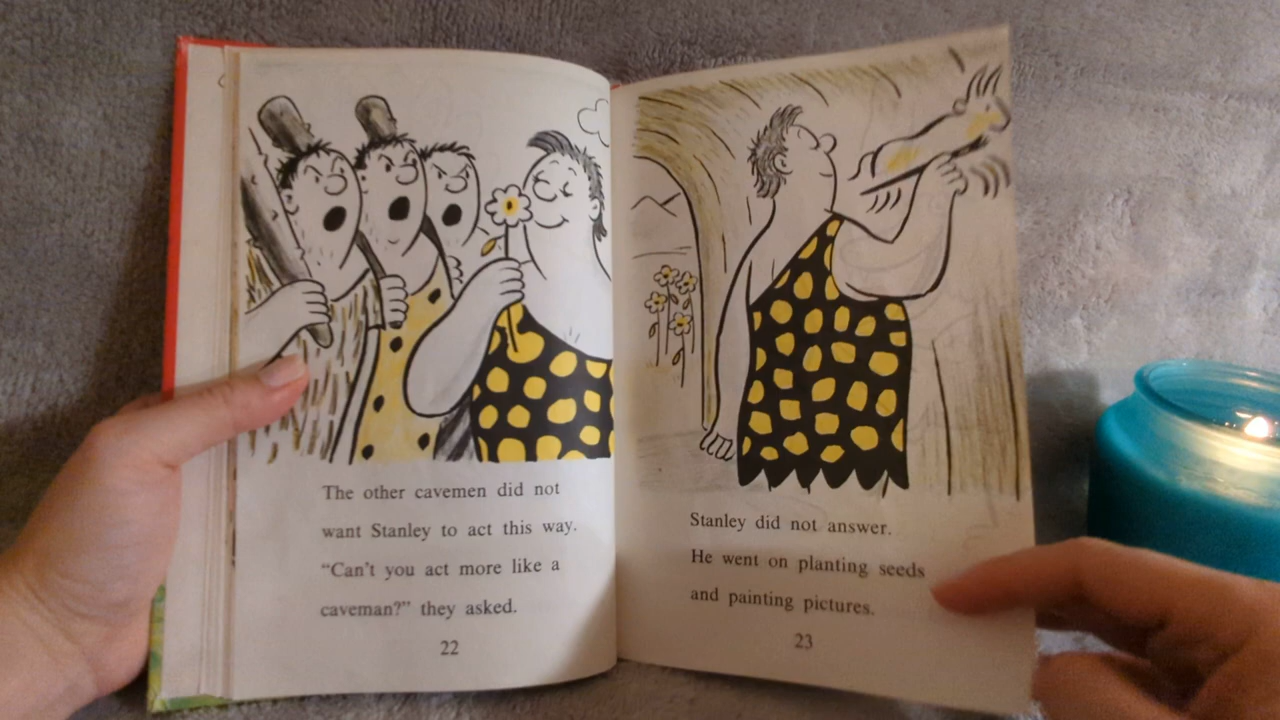 The other cavemen did not
want Stanley to act this way.
“Can't you act more like a
caveman?” they asked.
22
Stanley did not answer.
He went on planting seeds
and painting pictures.
23